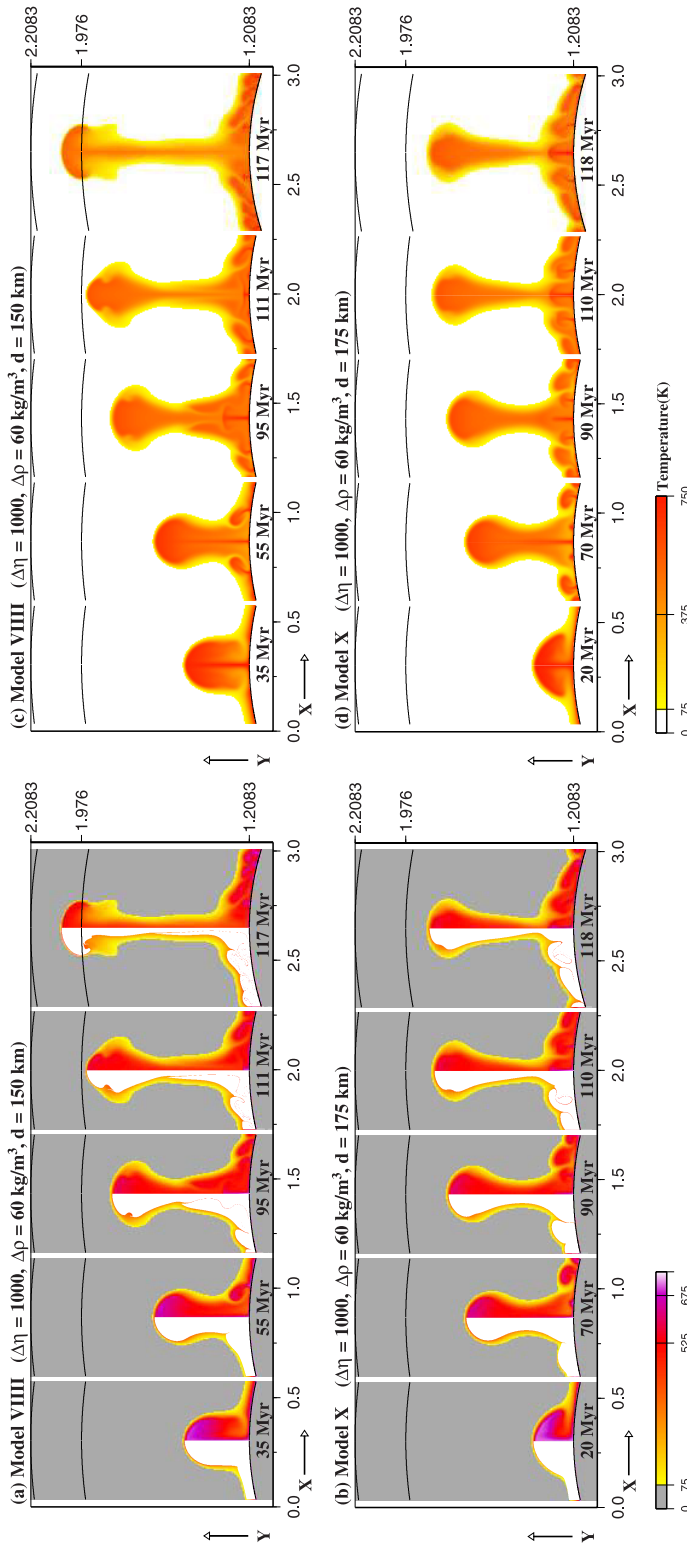 (a) Model VIIII (Δη = 1000, Δρ = 60 kg/m³, d = 150 km)
2.2083
1.976
1.2083
35 Myr
55 Myr
95 Myr
111 Myr
117 Myr
0.0
0.5
1.0
1.5
2.0
2.5
3.0
X
Y
(b) Model X (Δη = 1000, Δρ = 60 kg/m³, d = 175 km)
2.2083
1.976
1.2083
20 Myr
70 Myr
90 Myr
110 Myr
118 Myr
0.0
0.5
1.0
1.5
2.0
2.5
3.0
X
Y
0 75 525 675
(c) Model VIIII (Δη = 1000, Δρ = 60 kg/m³, d = 150 km)
2.2083
1.976
1.2083
35 Myr
55 Myr
95 Myr
111 Myr
117 Myr
0.0
0.5
1.0
1.5
2.0
2.5
3.0
X
Y
(d) Model X (Δη = 1000, Δρ = 60 kg/m³, d = 175 km)
2.2083
1.976
1.2083
20 Myr
70 Myr
90 Myr
110 Myr
118 Myr
0.0
0.5
1.0
1.5
2.0
2.5
3.0
X
Y
Temperature(K)
0 75 375 750